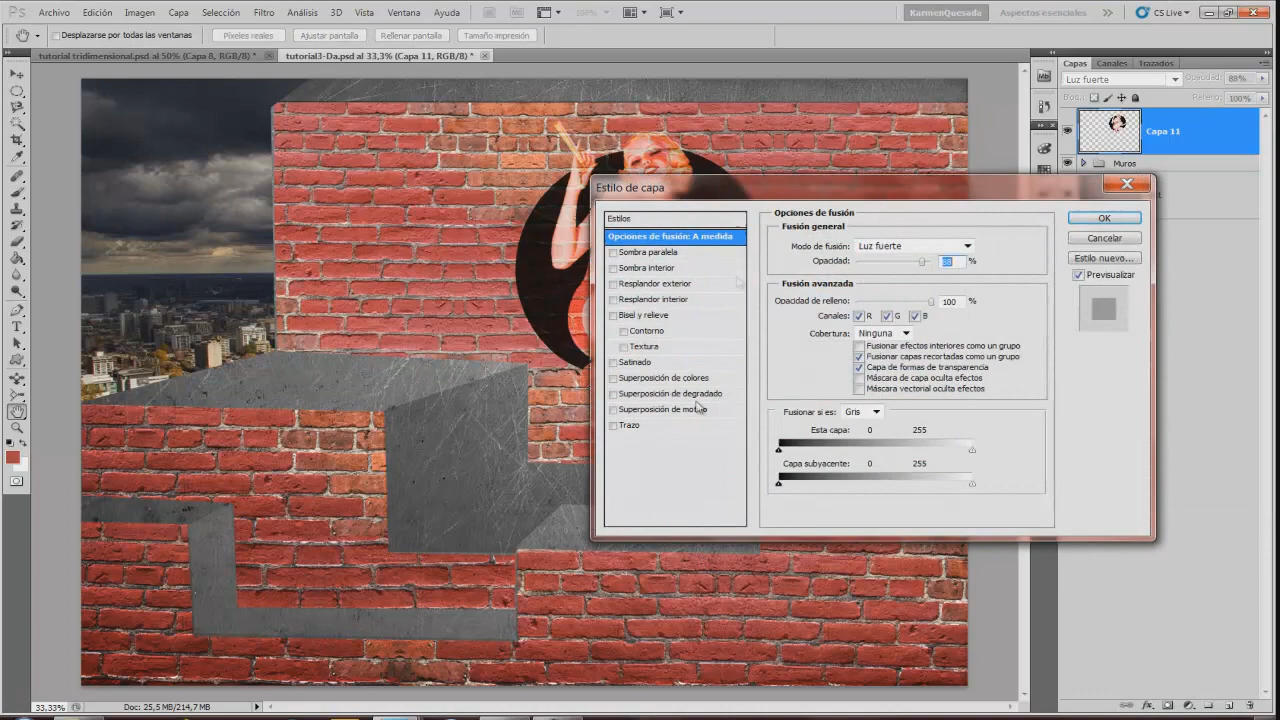 Ps Archivo Edición Imagen Capa Selección Filtro Análisis 3D Vista Ventana Ayuda 100% KarmenQuesada Aspectos esenciales CS Live
Desplazarse por todas las ventanas Píxeles reales Ajustar pantalla Rellenar pantalla Tamaño impresión
tutorial tridimensional.psd al 50% (Capa 8, RGB/8) * tutorial3-Da.psd al 33,3% (Capa 11, RGB/8) *
Capas Canales Trazados
Luz fuerte Opacidad: 88%
Bloq.: Relleno: 100%
Capa 11
Muros
Estilo de capa
Estilos
Opciones de fusión: A medida
Sombra paralela
Sombra interior
Resplandor exterior
Resplandor interior
Bisel y relieve
Contorno
Textura
Satinado
Superposición de colores
Superposición de degradado
Superposición de motivo
Trazo
Opciones de fusión
Fusión general
Modo de fusión: Luz fuerte
Opacidad: 88 %
Fusión avanzada
Opacidad de relleno: 100 %
Canales: R G B
Cobertura: Ninguna
Fusionar efectos interiores como un grupo
Fusionar capas recortadas como un grupo
Capa de formas de transparencia
Máscara de capa oculta efectos
Máscara vectorial oculta efectos
Fusionar si es: Gris
Esta capa: 0 255
Capa subyacente: 0 255
OK
Cancelar
Estilo nuevo...
Previsualizar
33,33% Doc: 25,5 MB/214,7 MB